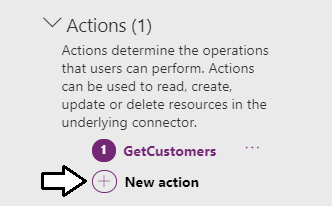 Actions (1)
Actions determine the operations
that users can perform. Actions
can be used to read, create,
update or delete resources in the
underlying connector.
1 GetCustomers ...
New action